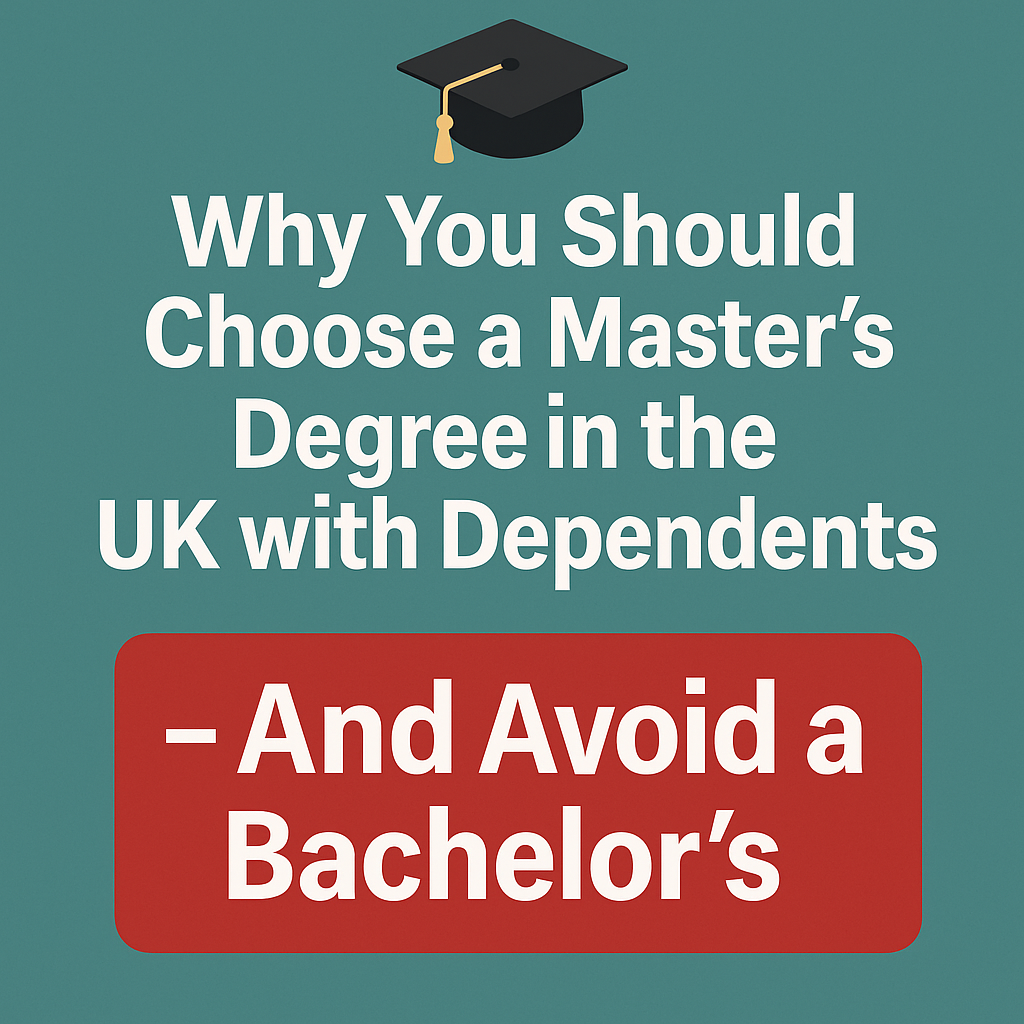 Why You Should
Choose a Master’s
Degree in the
UK with Dependents
– And Avoid a
Bachelor’s